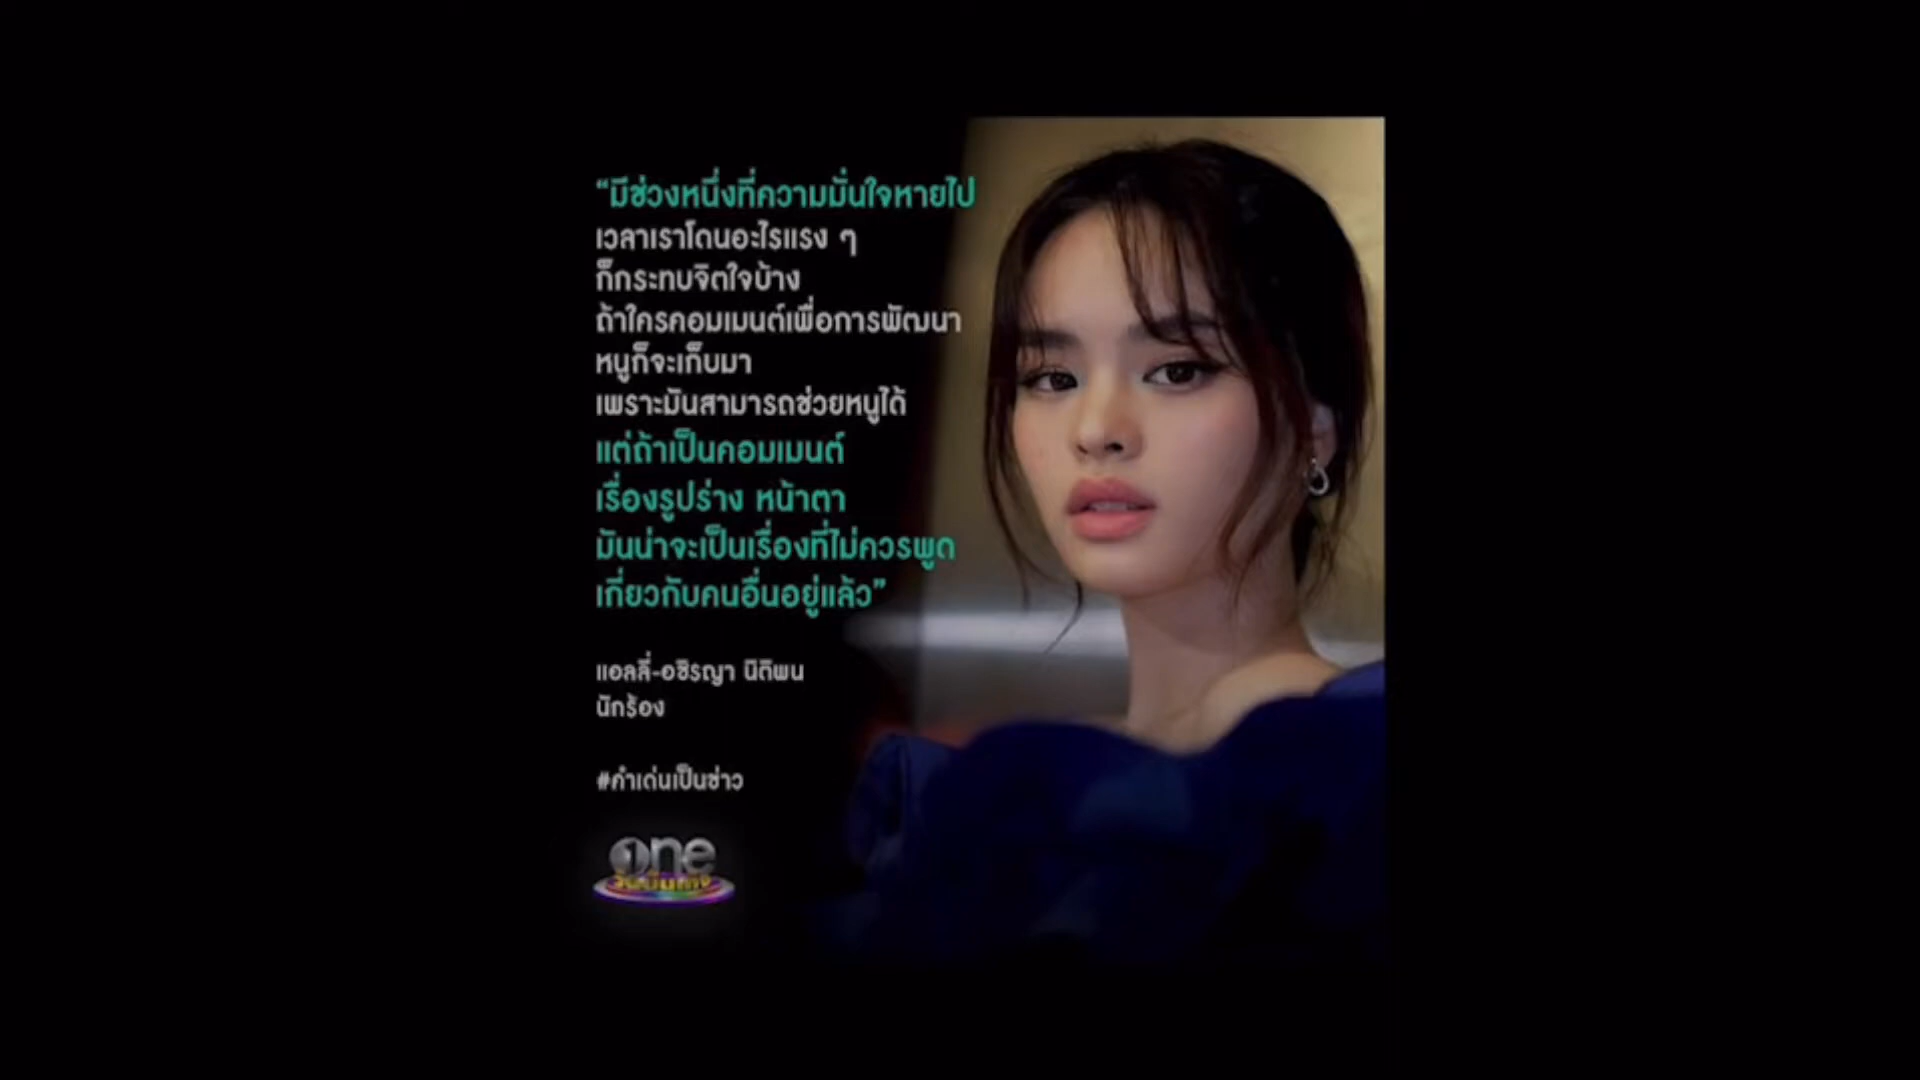 “มีช่วงหนึ่งที่ความมั่นใจหายไป
เวลาเราโดนอะไรแรง ๆ
ก็กระทบจิตใจบ้าง
ถ้าใครคอมเมนต์เพื่อการพัฒนา
หนูก็จะเก็บมา
เพราะมันสามารถช่วยหนูได้
แต่ถ้าเป็นคอมเมนต์
เรื่องรูปร่าง หน้าตา
มันน่าจะเป็นเรื่องที่ไม่ควรพูด
เกี่ยวกับคนอื่นอยู่แล้ว”
แอลลี่-อชิรญา นิติพน
นักร้อง
#คำเด่นเป็นข่าว
one
วันบันเทิง